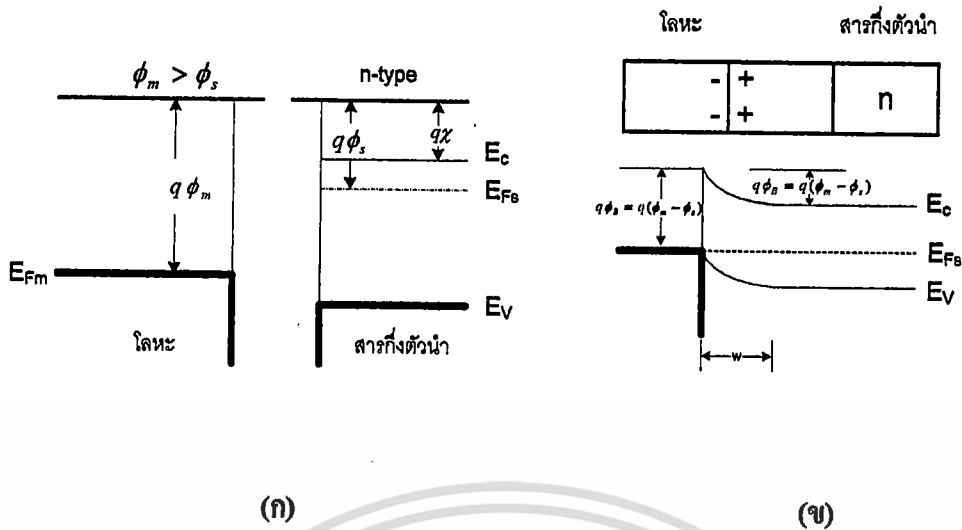 โลหะ
สารกึ่งตัวนำ
ϕm > ϕs
n-type
- +
- +
n
qϕs
qχ
Ec
EFs
qϕm
qϕB = q(ϕm − ϕs)
qϕB = q(ϕm − ϕs)
Ec
EFs
EV
EFm
EV
โลหะ
สารกึ่งตัวนำ
w
(ก)
(ข)